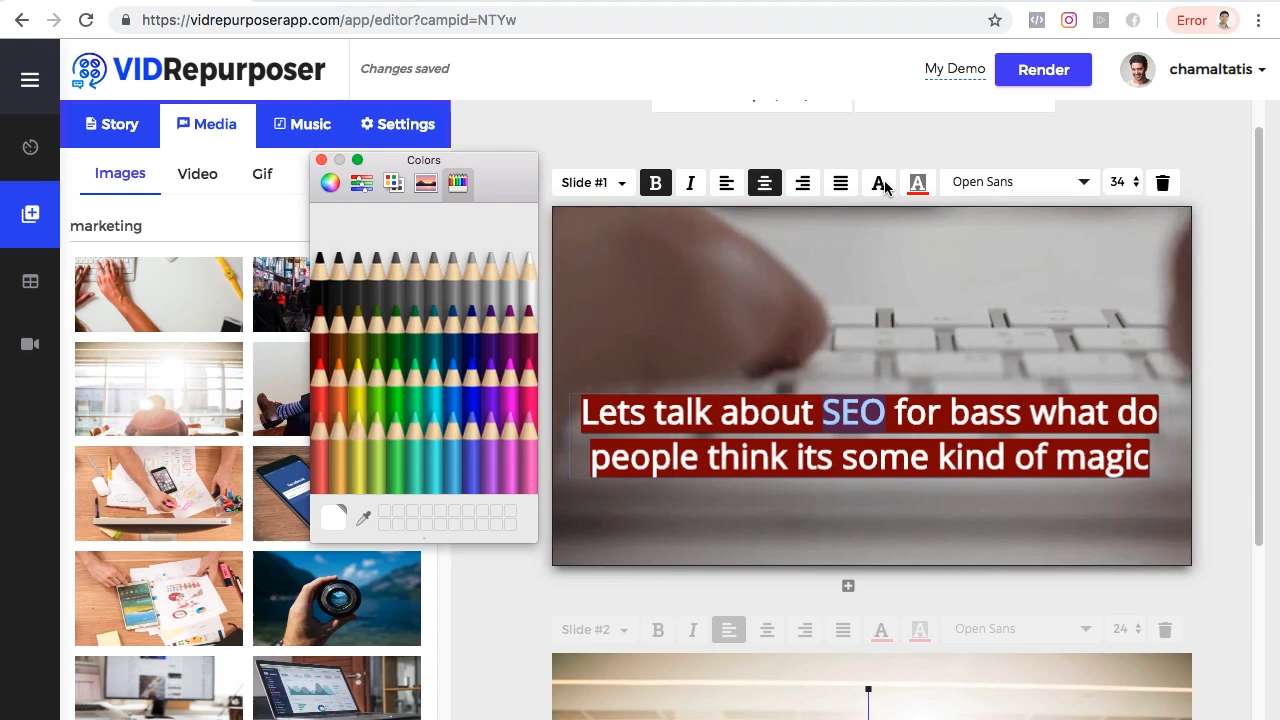 https://vidrepurposerapp.com/app/editor?campid=NTYw
Error
VIDRepurposer
Changes saved
My Demo
Render
chamaltatis
Story
Media
Music
Settings
Images
Video
Gif
marketing
Colors
Slide #1
B
I
A
A
Open Sans
34
Lets talk about SEO for bass what do
people think its some kind of magic
Slide #2
B
I
A
A
Open Sans
24